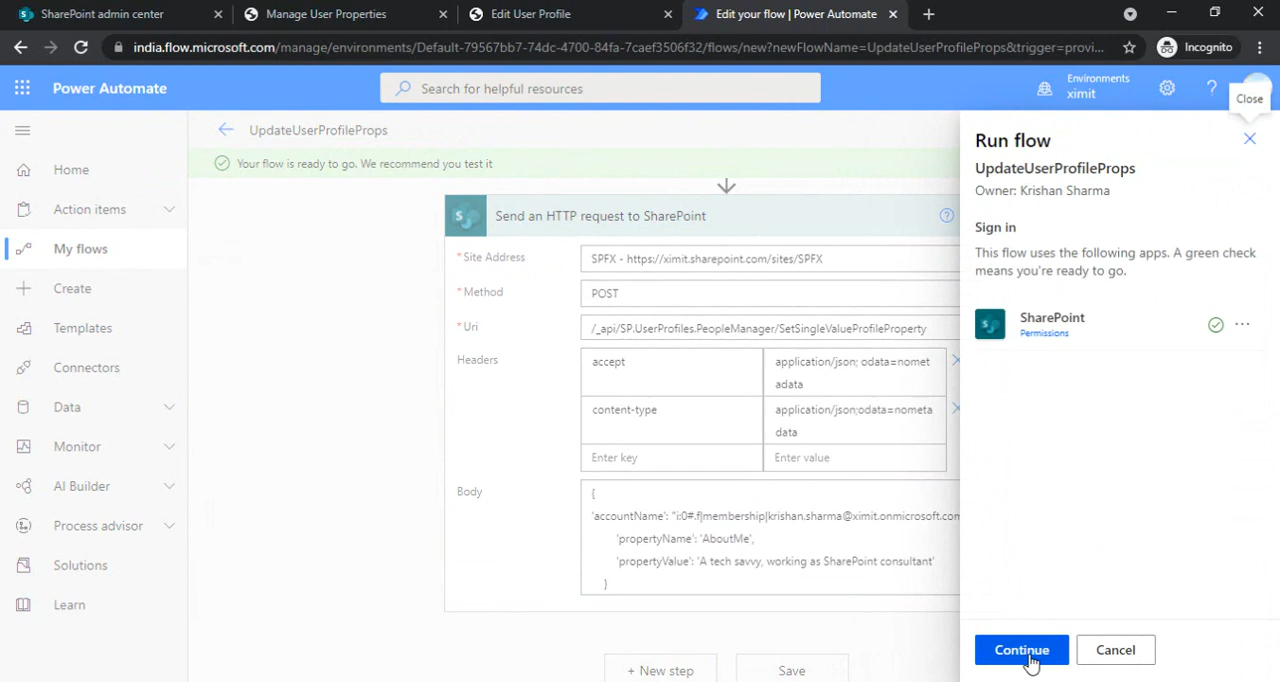 SharePoint admin center
Manage User Properties
Edit User Profile
Edit your flow | Power Automate
india.flow.microsoft.com/manage/environments/Default-79567bb7-74dc-4700-84fa-7caef3506f32/flows/new?newFlowName=UpdateUserProfileProps&trigger=provi...
Incognito
Power Automate
Search for helpful resources
Environments
ximit
Close
UpdateUserProfileProps
Your flow is ready to go. We recommend you test it
Home
Action items
My flows
Create
Templates
Connectors
Data
Monitor
AI Builder
Process advisor
Solutions
Learn
Send an HTTP request to SharePoint
* Site Address
SPFX - https://ximit.sharepoint.com/sites/SPFX
* Method
POST
* Uri
/_api/SP.UserProfiles.PeopleManager/SetSingleValueProfileProperty
Headers
accept
application/json; odata=nomet
adata
content-type
application/json;odata=nometa
data
Enter key
Enter value
Body
{
'accountName': "i:0#.f|membership|krishan.sharma@ximit.onmicrosoft.com
'propertyName': 'AboutMe',
'propertyValue': 'A tech savvy, working as SharePoint consultant'
}
+ New step
Save
Run flow
UpdateUserProfileProps
Owner: Krishan Sharma
Sign in
This flow uses the following apps. A green check
means you're ready to go.
SharePoint
Permissions
Continue
Cancel